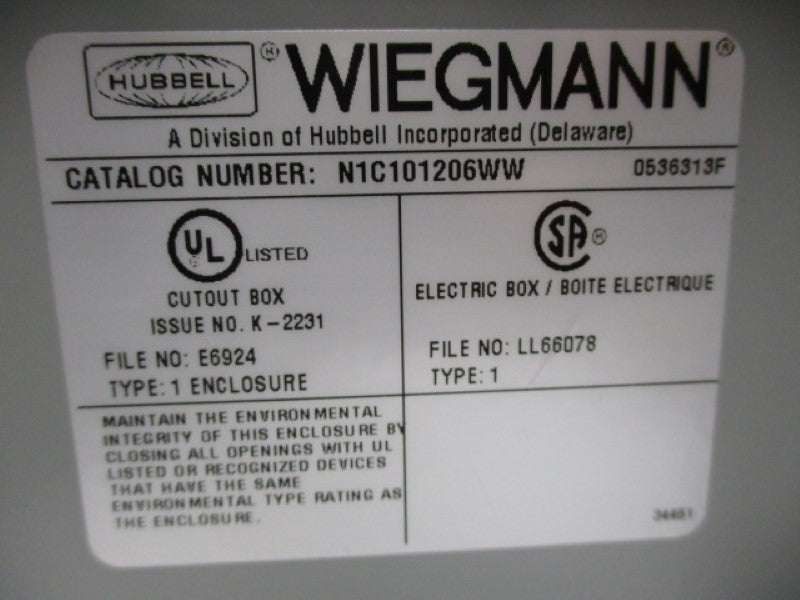 HUBBELL ® WIEGMANN ®
A Division of Hubbell Incorporated (Delaware)
CATALOG NUMBER: N1C101206WW 0536313F
UL LISTED
CUTOUT BOX
ISSUE NO. K-2231
FILE NO: E6924
TYPE: 1 ENCLOSURE
SA ®
ELECTRIC BOX / BOITE ELECTRIQUE
FILE NO: LL66078
TYPE: 1
MAINTAIN THE ENVIRONMENTAL
INTEGRITY OF THIS ENCLOSURE BY
CLOSING ALL OPENINGS WITH UL
LISTED OR RECOGNIZED DEVICES
THAT HAVE THE SAME
ENVIRONMENTAL TYPE RATING AS
THE ENCLOSURE.